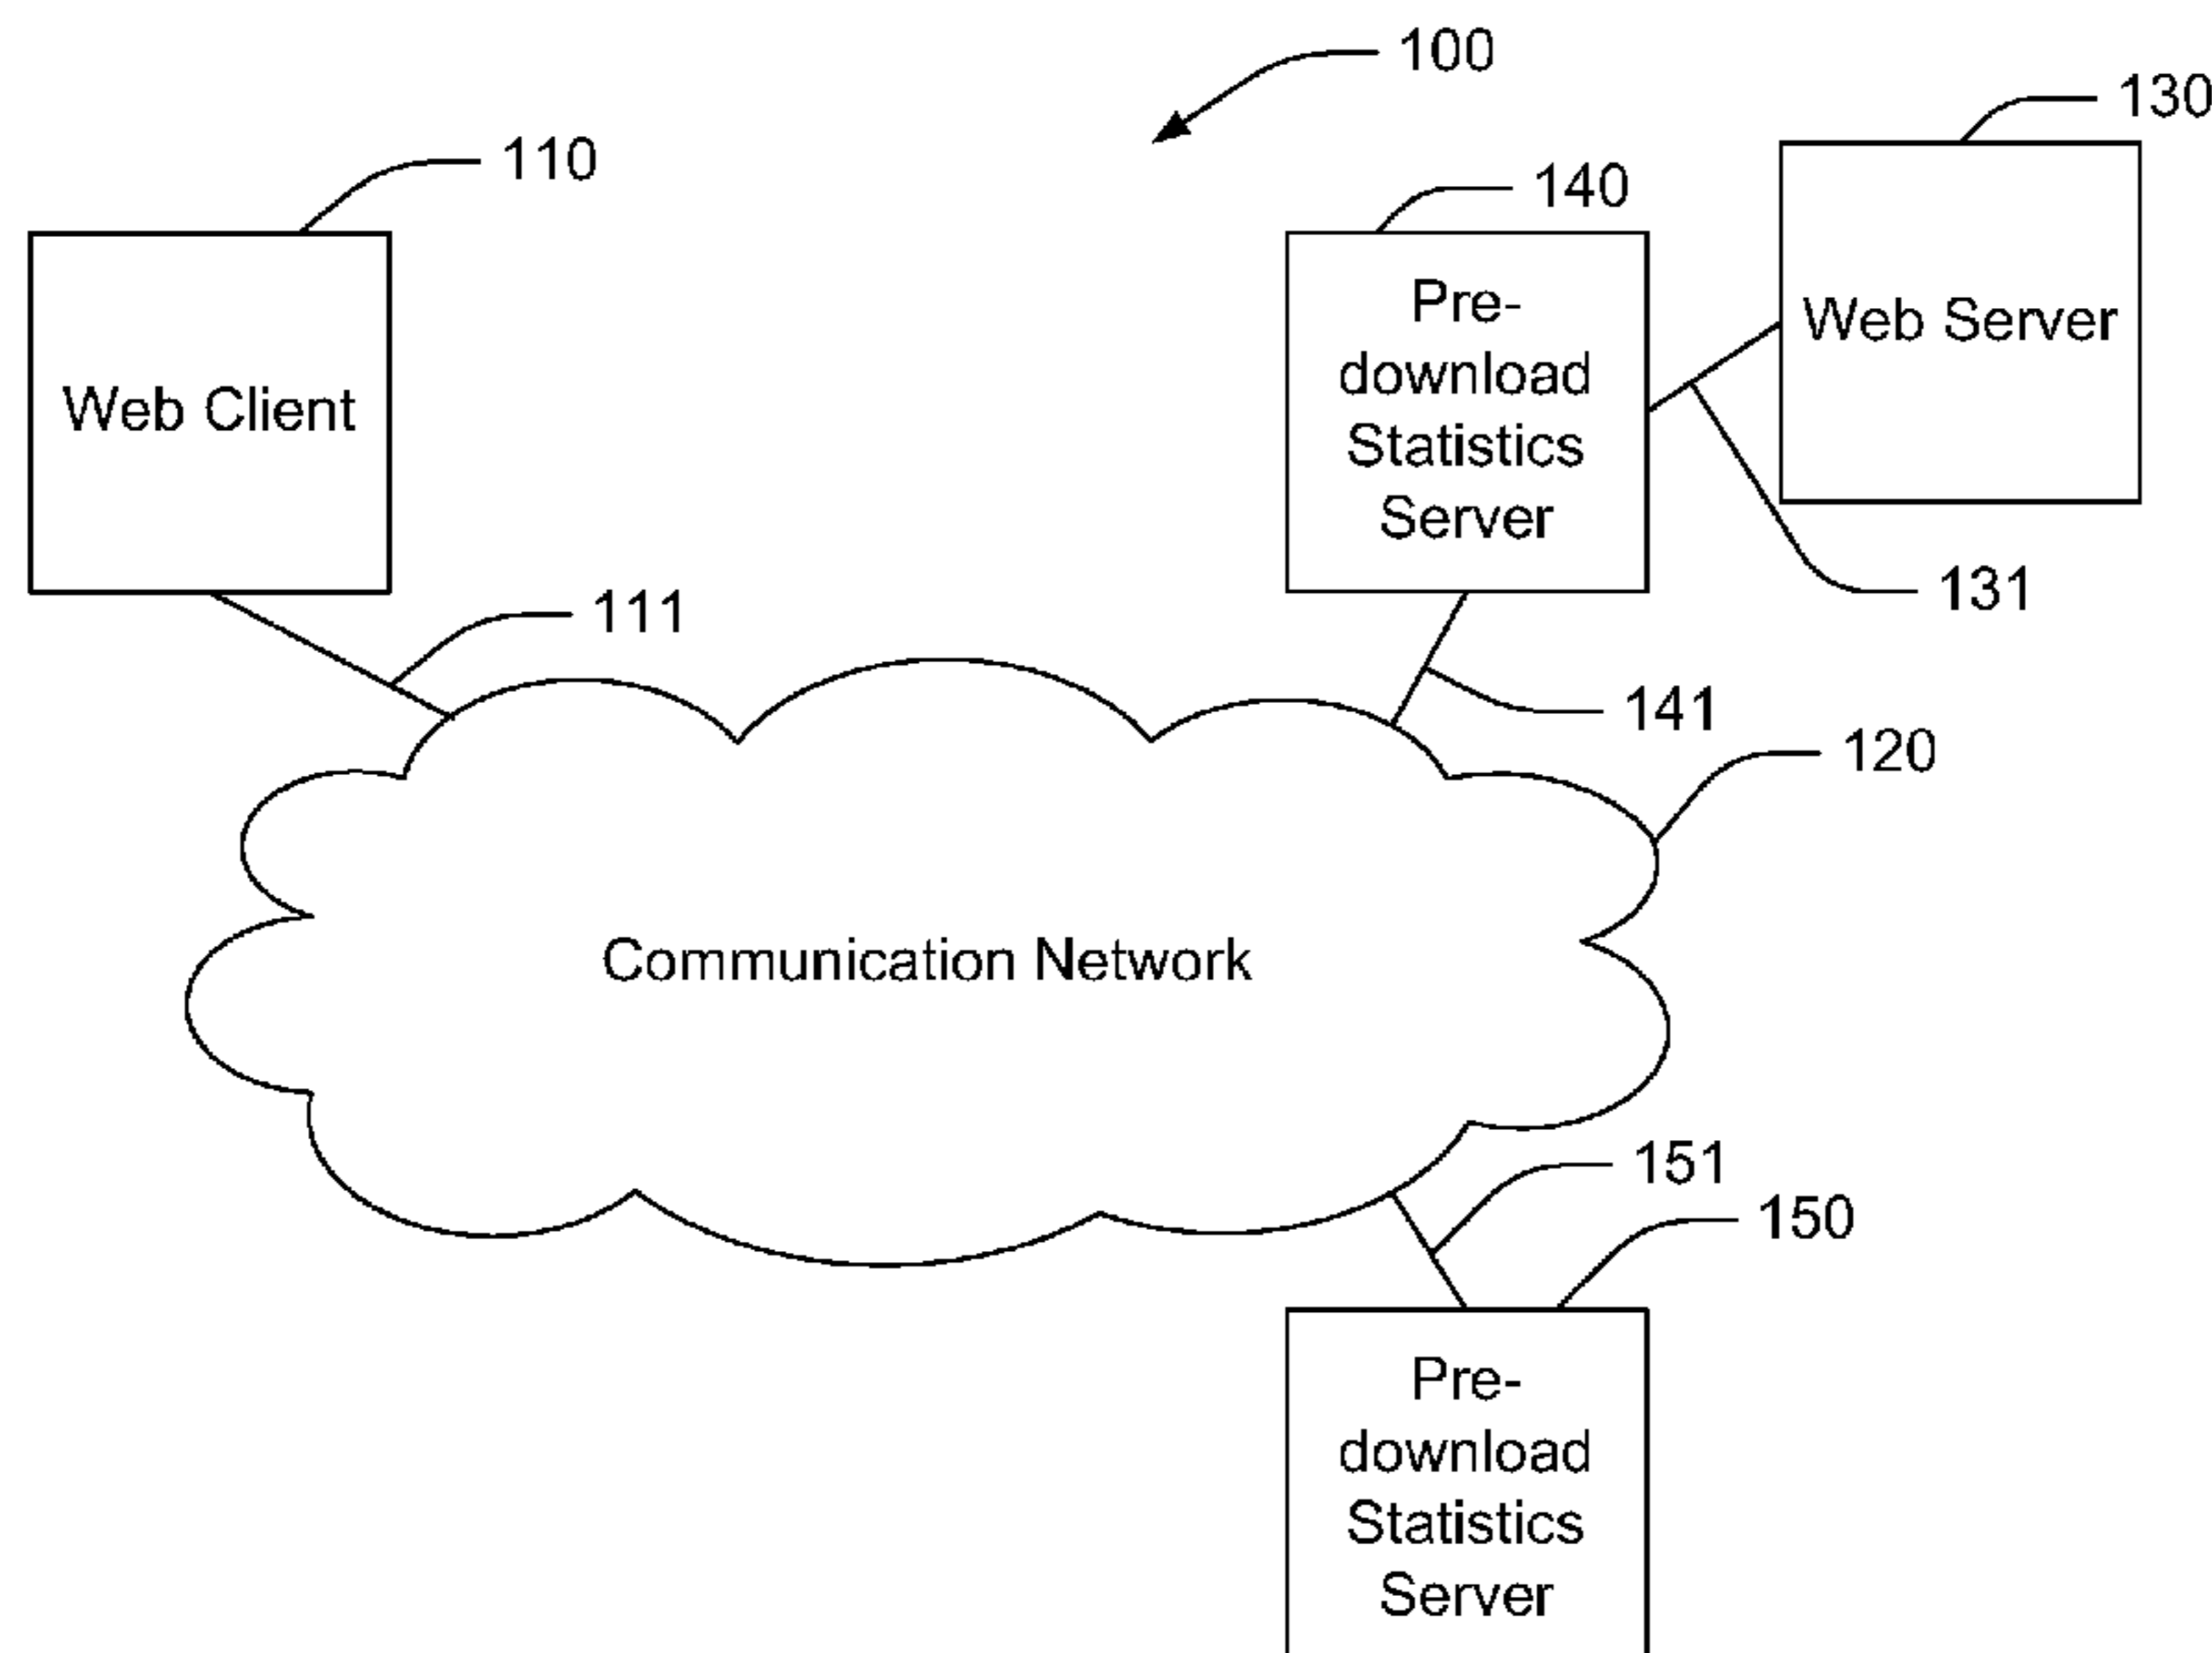 100
130
110
140
Pre-
download
Statistics
Server
Web Server
Web Client
131
111
141
120
Communication Network
151
150
Pre-
download
Statistics
Server